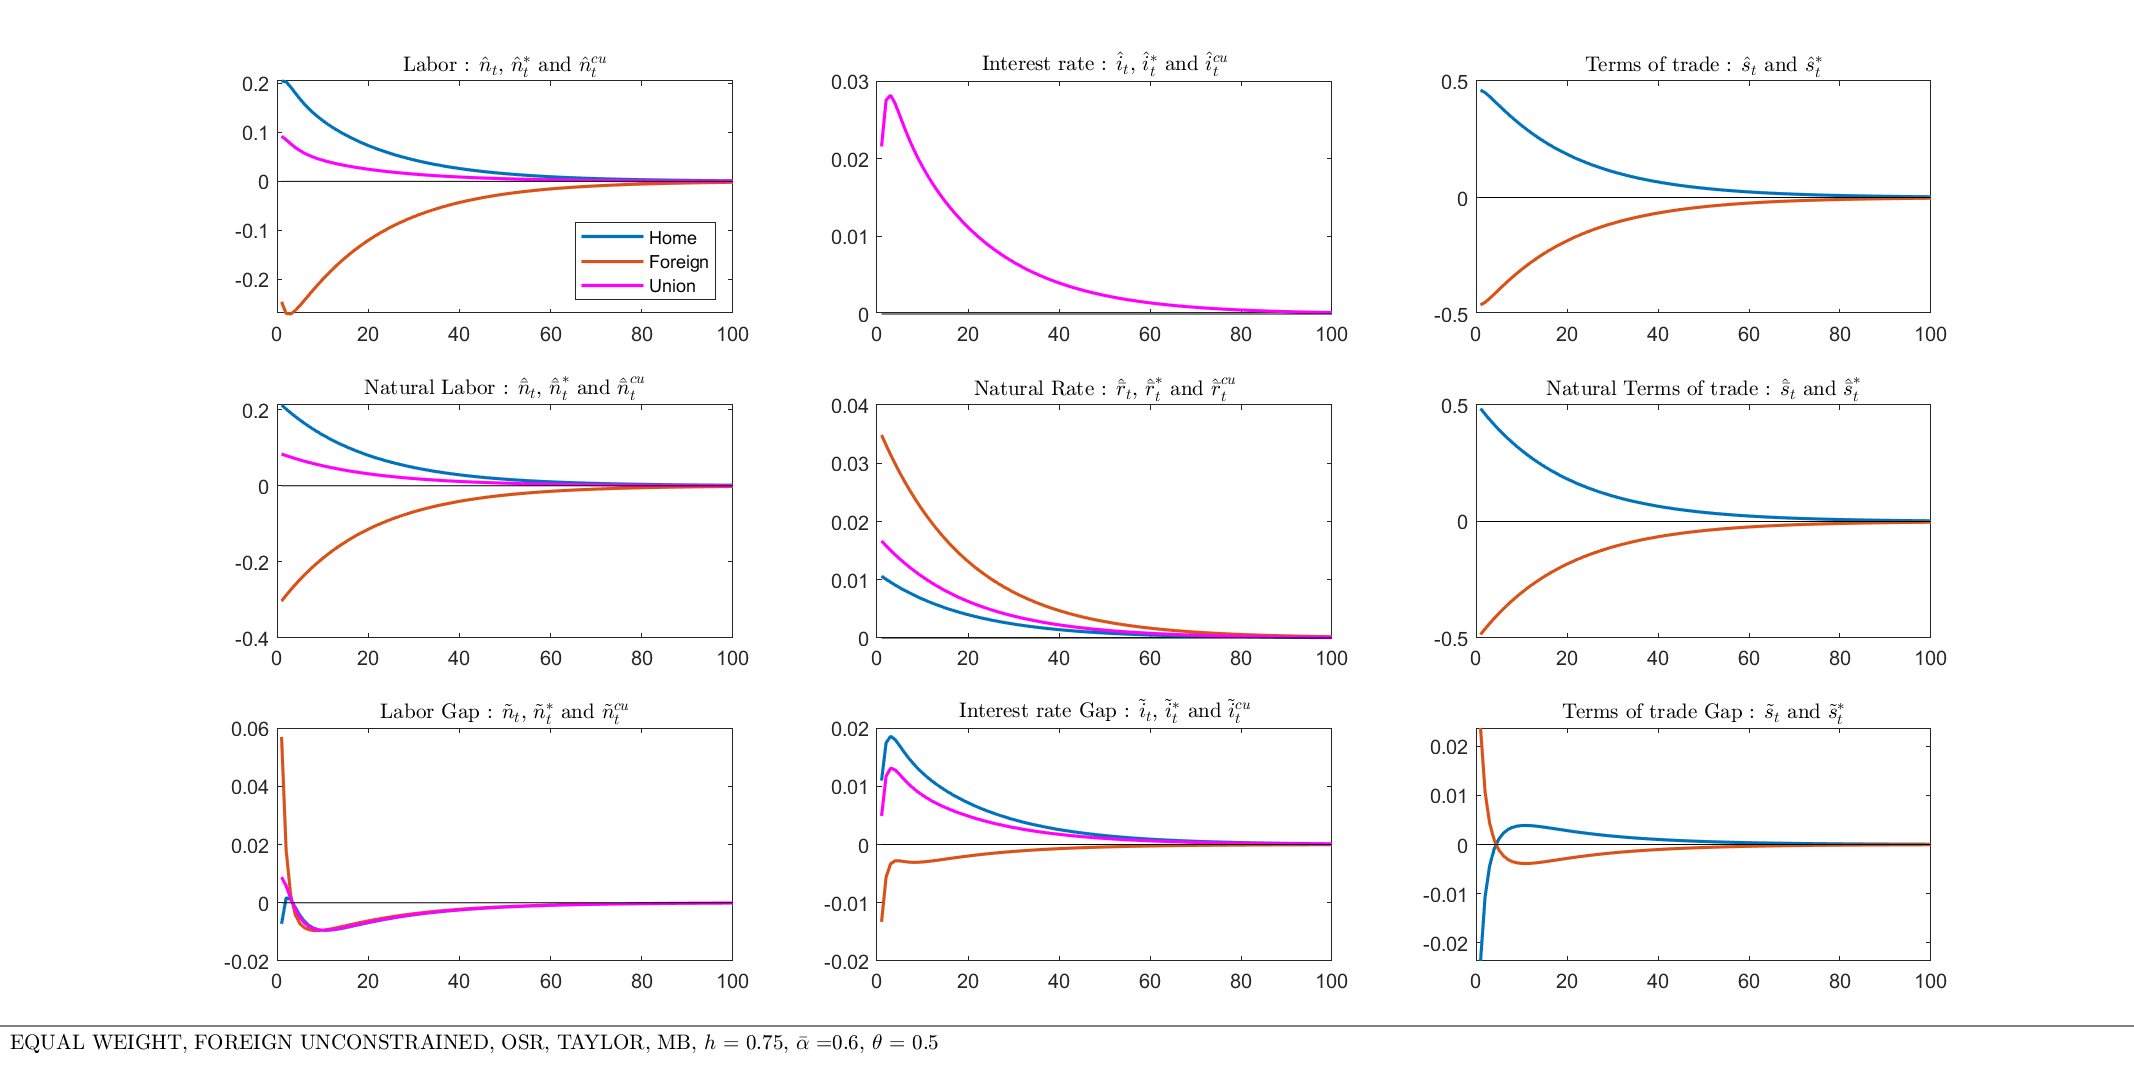 Labor : n̂ₜ, n̂ₜ* and n̂ₜᶜᵘ
0.2
0.1
0
-0.1
-0.2
0 20 40 60 80 100
Home
Foreign
Union
Interest rate : îₜ, îₜ* and îₜᶜᵘ
0.03
0.02
0.01
0
0 20 40 60 80 100
Terms of trade : ŝₜ and ŝₜ*
0.5
0
-0.5
0 20 40 60 80 100
Natural Labor : n̄̂ₜ, n̄̂ₜ* and n̄̂ₜᶜᵘ
0.2
0
-0.2
-0.4
0 20 40 60 80 100
Natural Rate : r̄̂ₜ, r̄̂ₜ* and r̄̂ₜᶜᵘ
0.04
0.03
0.02
0.01
0
0 20 40 60 80 100
Natural Terms of trade : s̄̂ₜ and s̄̂ₜ*
0.5
0
-0.5
0 20 40 60 80 100
Labor Gap : ñₜ, ñₜ* and ñₜᶜᵘ
0.06
0.04
0.02
0
-0.02
0 20 40 60 80 100
Interest rate Gap : ĩₜ, ĩₜ* and ĩₜᶜᵘ
0.02
0.01
0
-0.01
-0.02
0 20 40 60 80 100
Terms of trade Gap : s̃ₜ and s̃ₜ*
0.02
0.01
0
-0.01
-0.02
0 20 40 60 80 100
EQUAL WEIGHT, FOREIGN UNCONSTRAINED, OSR, TAYLOR, MB, h = 0.75, ᾱ =0.6, θ = 0.5